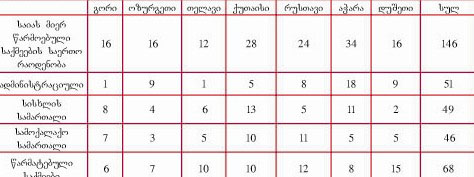 გორი ოზურგეთი თელავი ქუთაისი რუსთავი აჭარა დუშეთი სულ
საიას მიერ
წარმოებული
საქმეების საერთო
რაოდენობა
16 16 12 28 24 34 16 146
ადმინისტრაციული 1 9 1 5 8 18 9 51
სისხლის
სამართალი
8 4 6 13 5 11 2 49
სამოქალაქო
სამართალი
7 3 5 10 11 5 5 46
წარმატებული
საქმეები
6 7 10 10 12 8 15 68